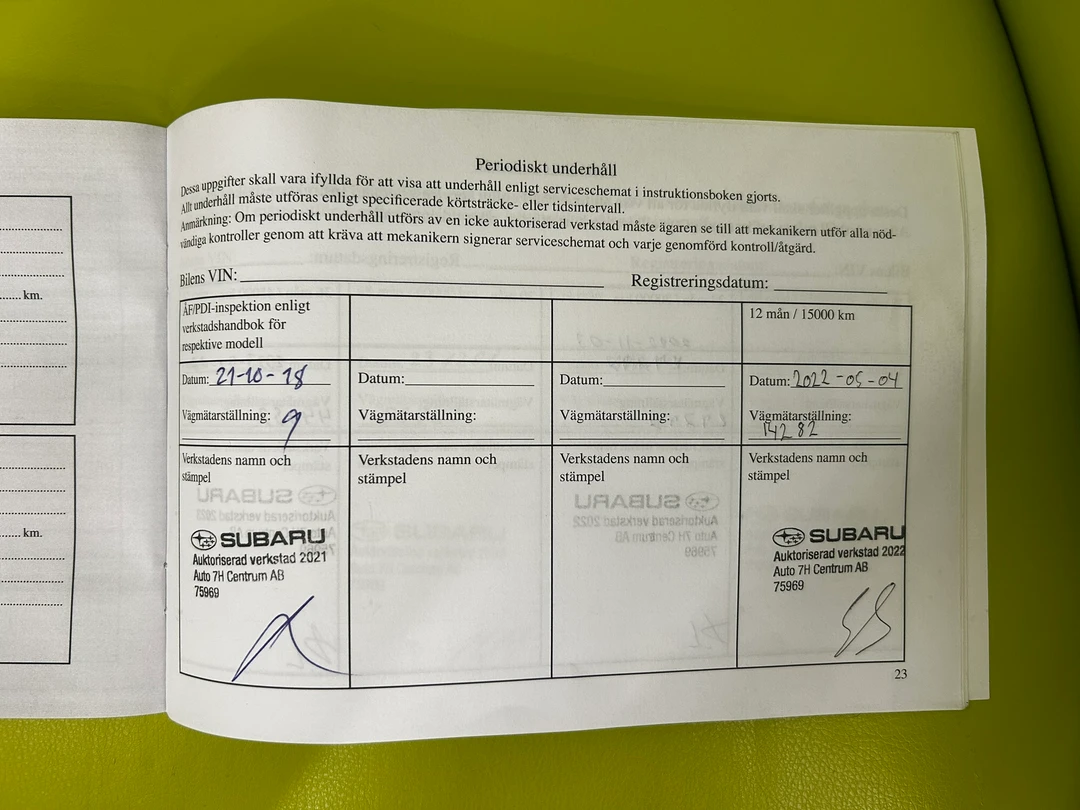 Periodiskt underhåll
Dessa uppgifter skall vara ifyllda för att visa att underhåll enligt serviceschemat i instruktionsboken gjorts.
Allt underhåll måste utföras enligt specificerade körtsträcke- eller tidsintervall.
Anmärkning: Om periodiskt underhåll utförs av en icke auktoriserad verkstad måste ägaren se till att mekanikern utför alla nöd-
vändiga kontroller genom att kräva att mekanikern signerar serviceschemat och varje genomförd kontroll/åtgärd.
Bilens VIN:
Registreringsdatum:
ÅF/PDI-inspektion enligt
verkstadshandbok för
respektive modell
Datum: 21-10-18
Vägmätarställning: 9
Verkstadens namn och
stämpel
SUBARU
Auktoriserad verkstad 2021
Auto 7H Centrum AB
75969
Datum:
Vägmätarställning:
Verkstadens namn och
stämpel
Datum:
Vägmätarställning:
Verkstadens namn och
stämpel
12 mån / 15000 km
Datum: 2022-05-04
Vägmätarställning:
14282
Verkstadens namn och
stämpel
SUBARU
Auktoriserad verkstad 2022
Auto 7H Centrum AB
75969
23
km.
km.